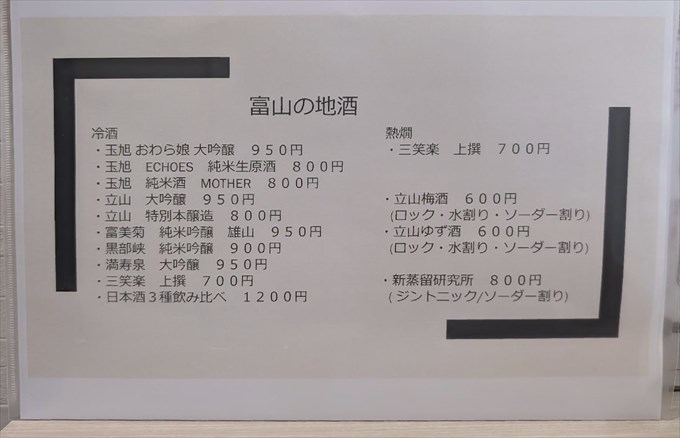 富山の地酒
冷酒
・玉旭 おわら娘 大吟醸　９５０円
・玉旭　ECHOES　純米生原酒　８００円
・玉旭　純米酒　MOTHER　８００円
・立山　大吟醸　９５０円
・立山　特別本醸造　８００円
・富美菊　純米吟醸　雄山　９５０円
・黒部峡　純米吟醸　９００円
・満寿泉　大吟醸　９５０円
・三笑楽　上撰　７００円
・日本酒３種飲み比べ　１２００円
熱燗
・三笑楽　上撰　７００円
・立山梅酒　６００円
(ロック・水割り・ソーダー割り)
・立山ゆず酒　６００円
(ロック・水割り・ソーダー割り)
・新蒸留研究所　８００円
(ジントニック/ソーダー割り)